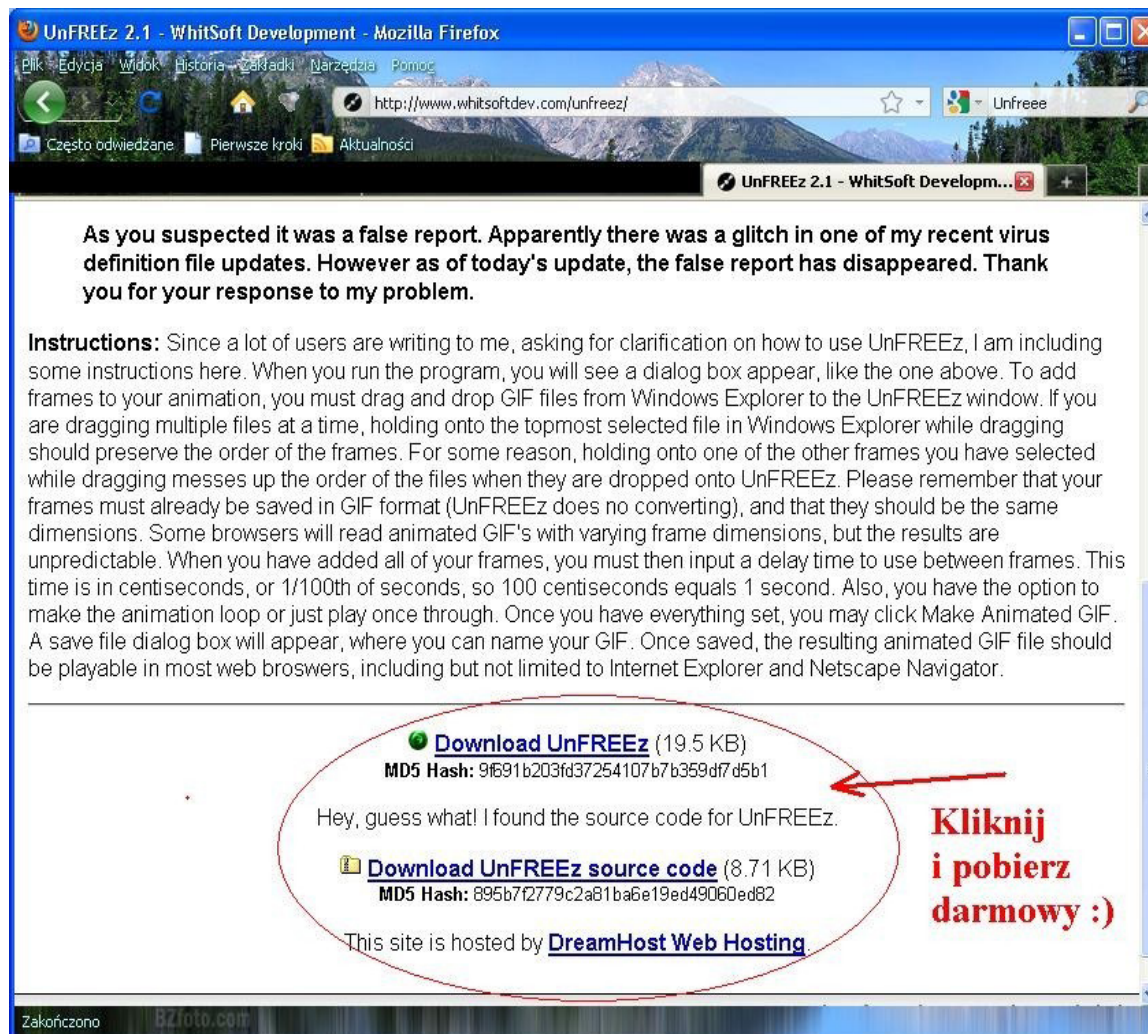 UnFREEz 2.1 - WhitSoft Development - Mozilla Firefox
Plik Edycja Widok Historia Zakładki Narzędzia Pomoc
http://www.whitsoftdev.com/unfreez/
Unfreee
Często odwiedzane Pierwsze kroki Aktualności
UnFREEz 2.1 - WhitSoft Developm...
As you suspected it was a false report. Apparently there was a glitch in one of my recent virus
definition file updates. However as of today's update, the false report has disappeared. Thank
you for your response to my problem.
Instructions: Since a lot of users are writing to me, asking for clarification on how to use UnFREEz, I am including
some instructions here. When you run the program, you will see a dialog box appear, like the one above. To add
frames to your animation, you must drag and drop GIF files from Windows Explorer to the UnFREEz window. If you
are dragging multiple files at a time, holding onto the topmost selected file in Windows Explorer while dragging
should preserve the order of the frames. For some reason, holding onto one of the other frames you have selected
while dragging messes up the order of the files when they are dropped onto UnFREEz. Please remember that your
frames must already be saved in GIF format (UnFREEz does no converting), and that they should be the same
dimensions. Some browsers will read animated GIF's with varying frame dimensions, but the results are
unpredictable. When you have added all of your frames, you must then input a delay time to use between frames. This
time is in centiseconds, or 1/100th of seconds, so 100 centiseconds equals 1 second. Also, you have the option to
make the animation loop or just play once through. Once you have everything set, you may click Make Animated GIF.
A save file dialog box will appear, where you can name your GIF. Once saved, the resulting animated GIF file should
be playable in most web broswers, including but not limited to Internet Explorer and Netscape Navigator.
Download UnFREEz (19.5 KB)
MD5 Hash: 9f691b203fd37254107b7b359df7d5b1
Hey, guess what! I found the source code for UnFREEz.
Download UnFREEz source code (8.71 KB)
MD5 Hash: 895b7f2779c2a81ba6e19ed49060ed82
This site is hosted by DreamHost Web Hosting.
Kliknij
i pobierz
darmowy :)
Zakończono
BZfoto.com